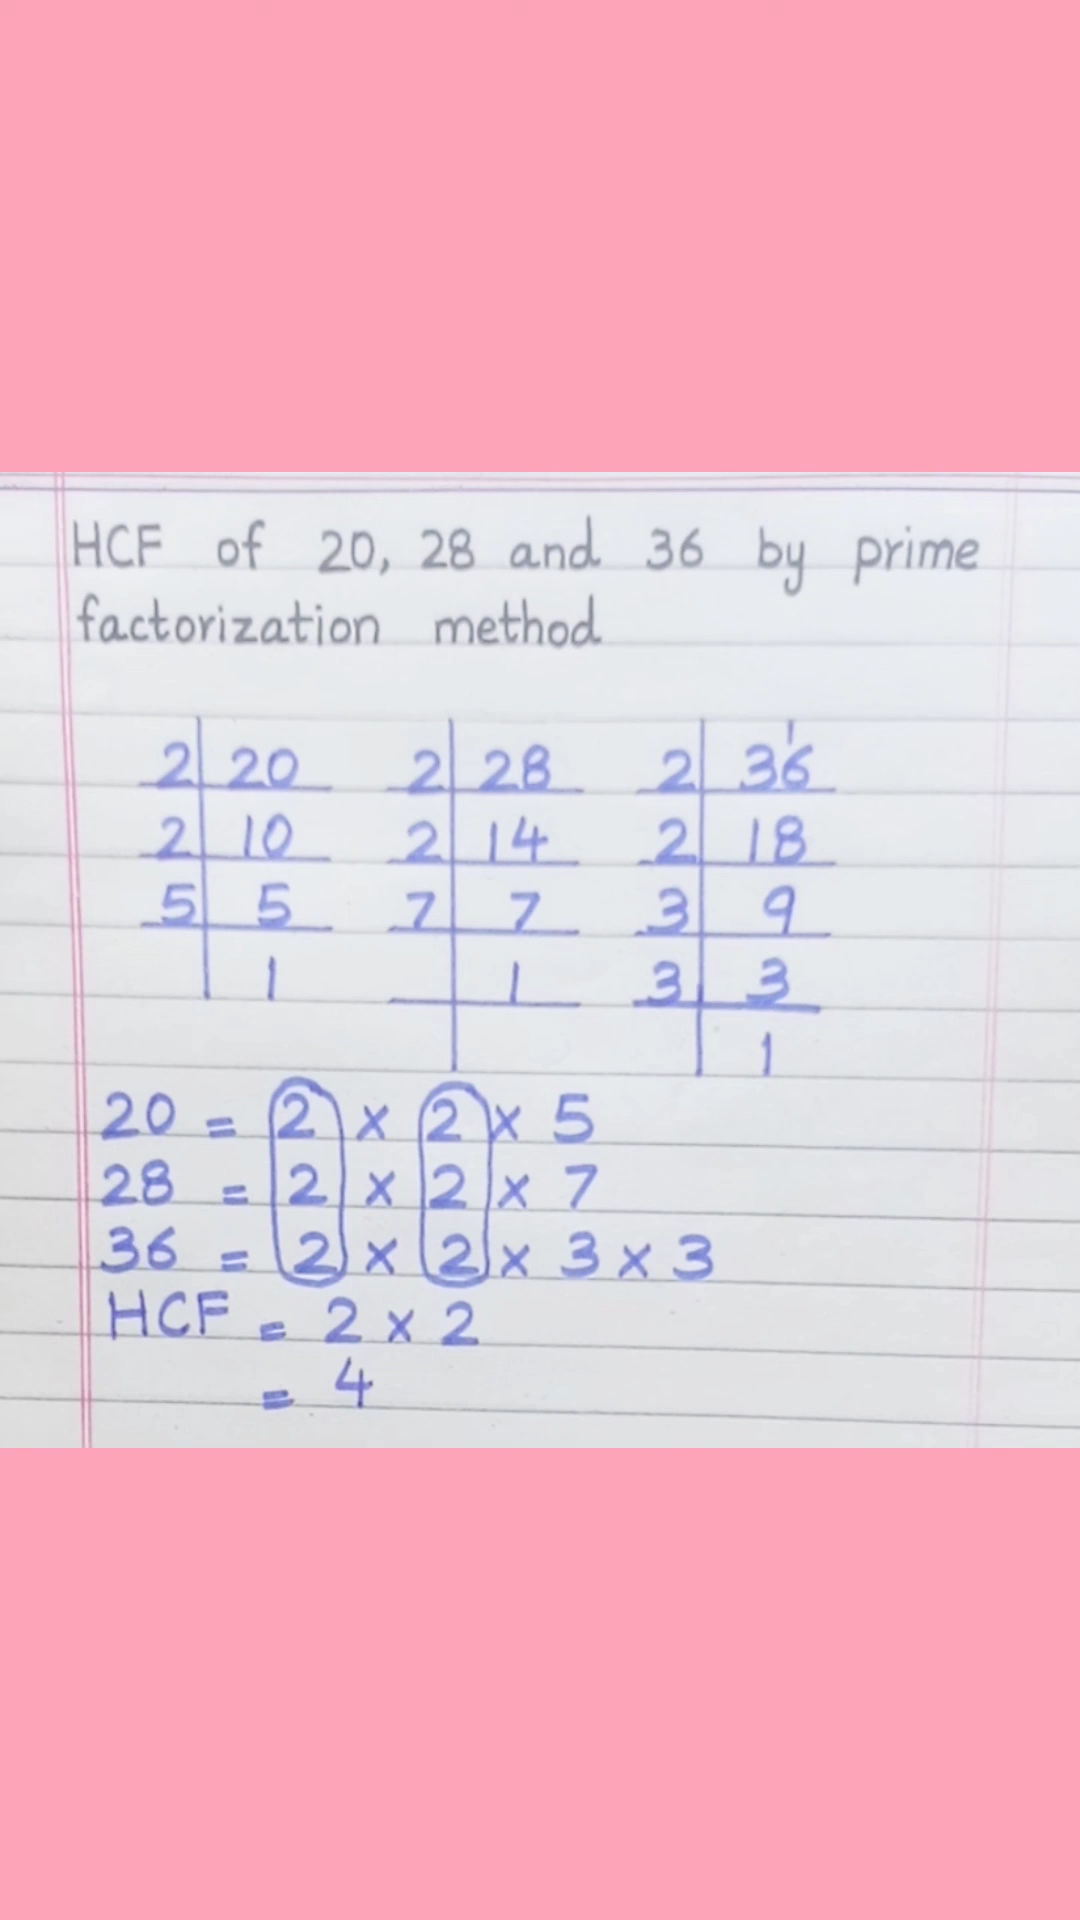 HCF of 20, 28 and 36 by prime
factorization method
2 20 2 28 2 3¹6
2 10 2 14 2 18
5 5 7 7 3 9
1 1 3 3
1
20 = 2 x 2 x 5
28 = 2 x 2 x 7
36 = 2 x 2 x 3 x 3
HCF = 2 x 2
= 4